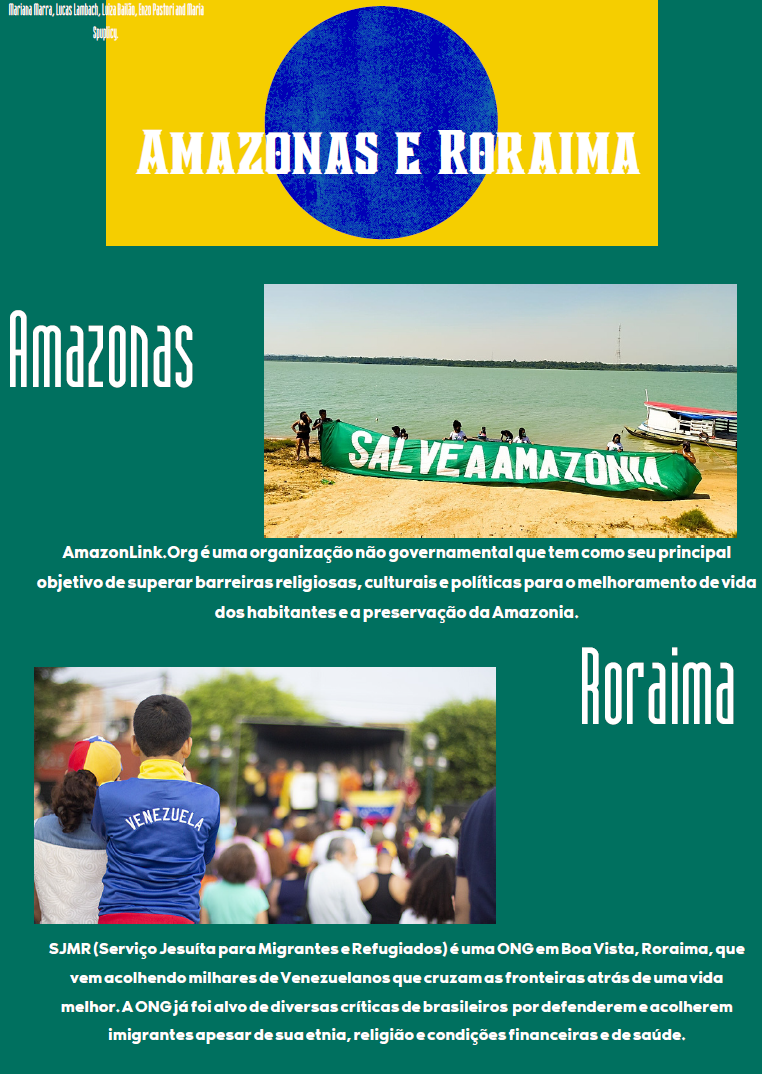 Mariana Marra, Lucas Lambach, Luiza Bailão, Enzo Pastori and Maria
Spuplicy.
Amazonas e Roraima
Amazonas
SALVE A AMAZÔNIA
AmazonLink.Org é uma organização não governamental que tem como seu principal
objetivo de superar barreiras religiosas, culturais e políticas para o melhoramento de vida
dos habitantes e a preservação da Amazonia.
Roraima
VENEZUELA
SJMR (Serviço Jesuíta para Migrantes e Refugiados) é uma ONG em Boa Vista, Roraima, que
vem acolhendo milhares de Venezuelanos que cruzam as fronteiras atrás de uma vida
melhor. A ONG já foi alvo de diversas críticas de brasileiros por defenderem e acolherem
imigrantes apesar de sua etnia, religião e condições financeiras e de saúde.